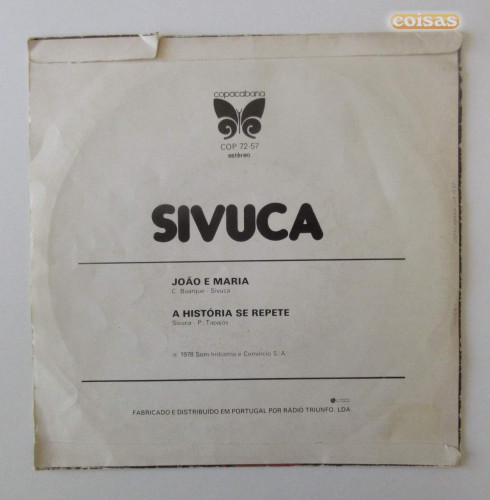 coisas
copacabana
COP 72-57
estéreo
SIVUCA
JOÃO E MARIA
C. Buarque - Sivuca
A HISTÓRIA SE REPETE
Sivuca - P. Tapajós
℗ 1978 Som Indústria e Comércio S. A.
FABRICADO E DISTRIBUÍDO EM PORTUGAL POR RÁDIO TRIUNFO, LDA